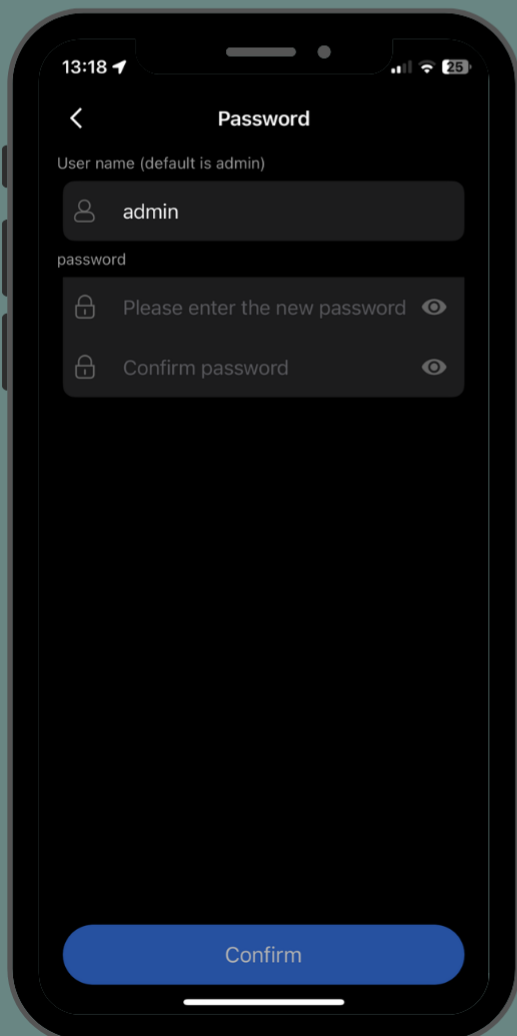 13:18
25
Password
User name (default is admin)
admin
password
Please enter the new password
Confirm password
Confirm